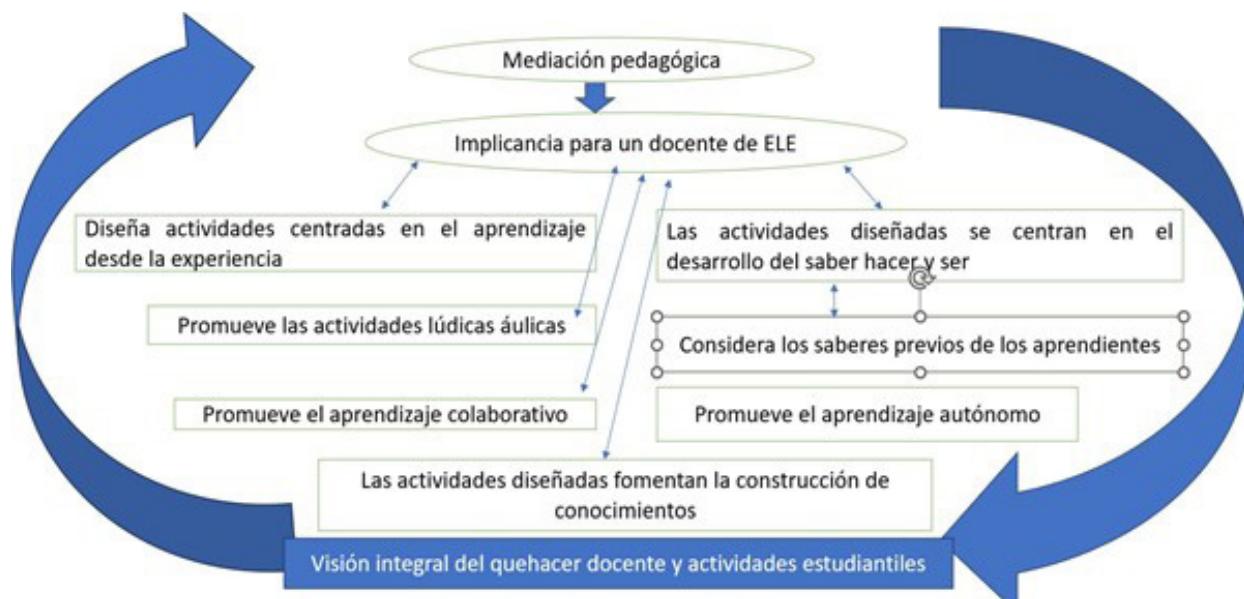 Mediación pedagógica
Implicancia para un docente de ELE
Diseña actividades centradas en el aprendizaje
desde la experiencia
Las actividades diseñadas se centran en el
desarrollo del saber hacer y ser
Promueve las actividades lúdicas áulicas
Considera los saberes previos de los aprendientes
Promueve el aprendizaje colaborativo
Promueve el aprendizaje autónomo
Las actividades diseñadas fomentan la construcción de
conocimientos
Visión integral del quehacer docente y actividades estudiantiles